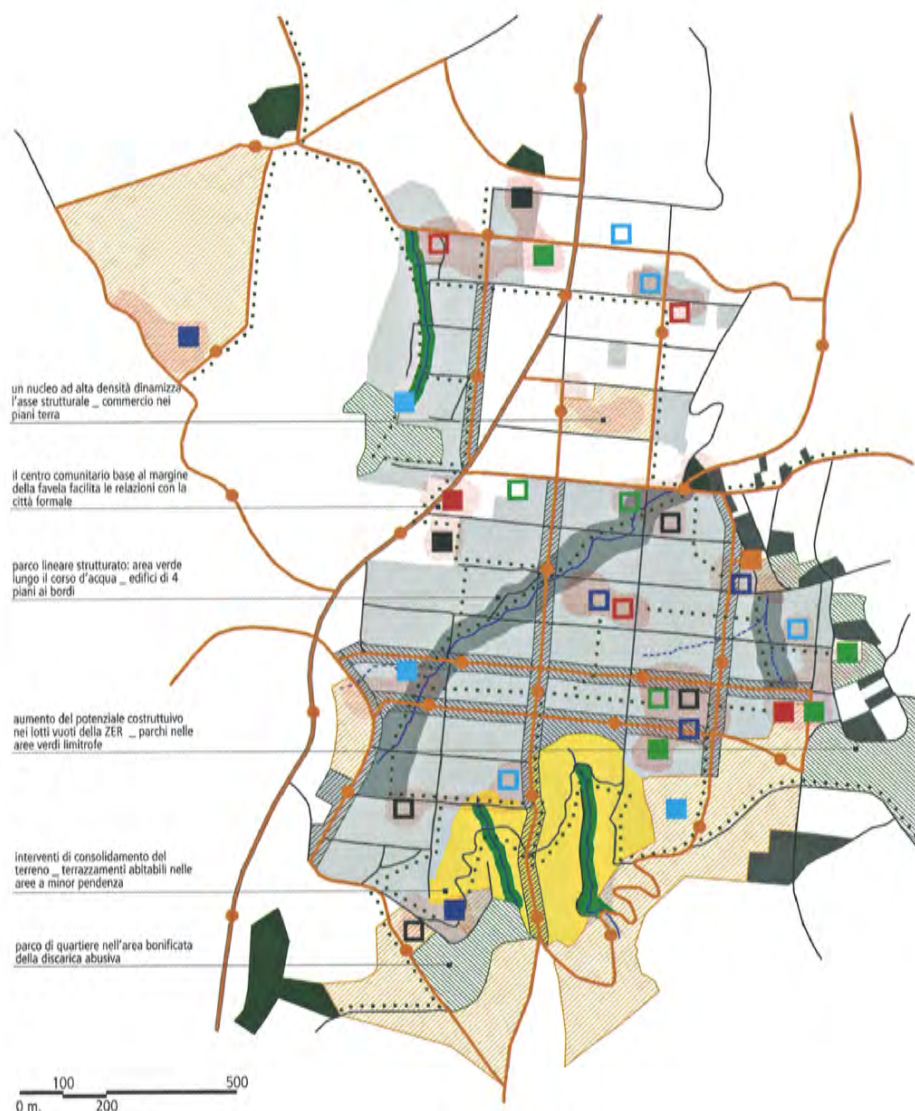 un nucleo ad alta densità dinamizza
l'asse strutturale _ commercio nei
piani terra
il centro comunitario base al margine
della favela facilita le relazioni con la
città formale
parco lineare strutturato: area verde
lungo il corso d'acqua _ edifici di 4
piani ai bordi
aumento del potenziale costruttivo
nei lotti vuoti della ZER _ parchi nelle
aree verdi limitrofe
interventi di consolidamento del
terreno _ terrazzamenti abitabili nelle
aree a minor pendenza
parco di quartiere nell'area bonificata
della discarica abusiva
100 500
0 m. 200